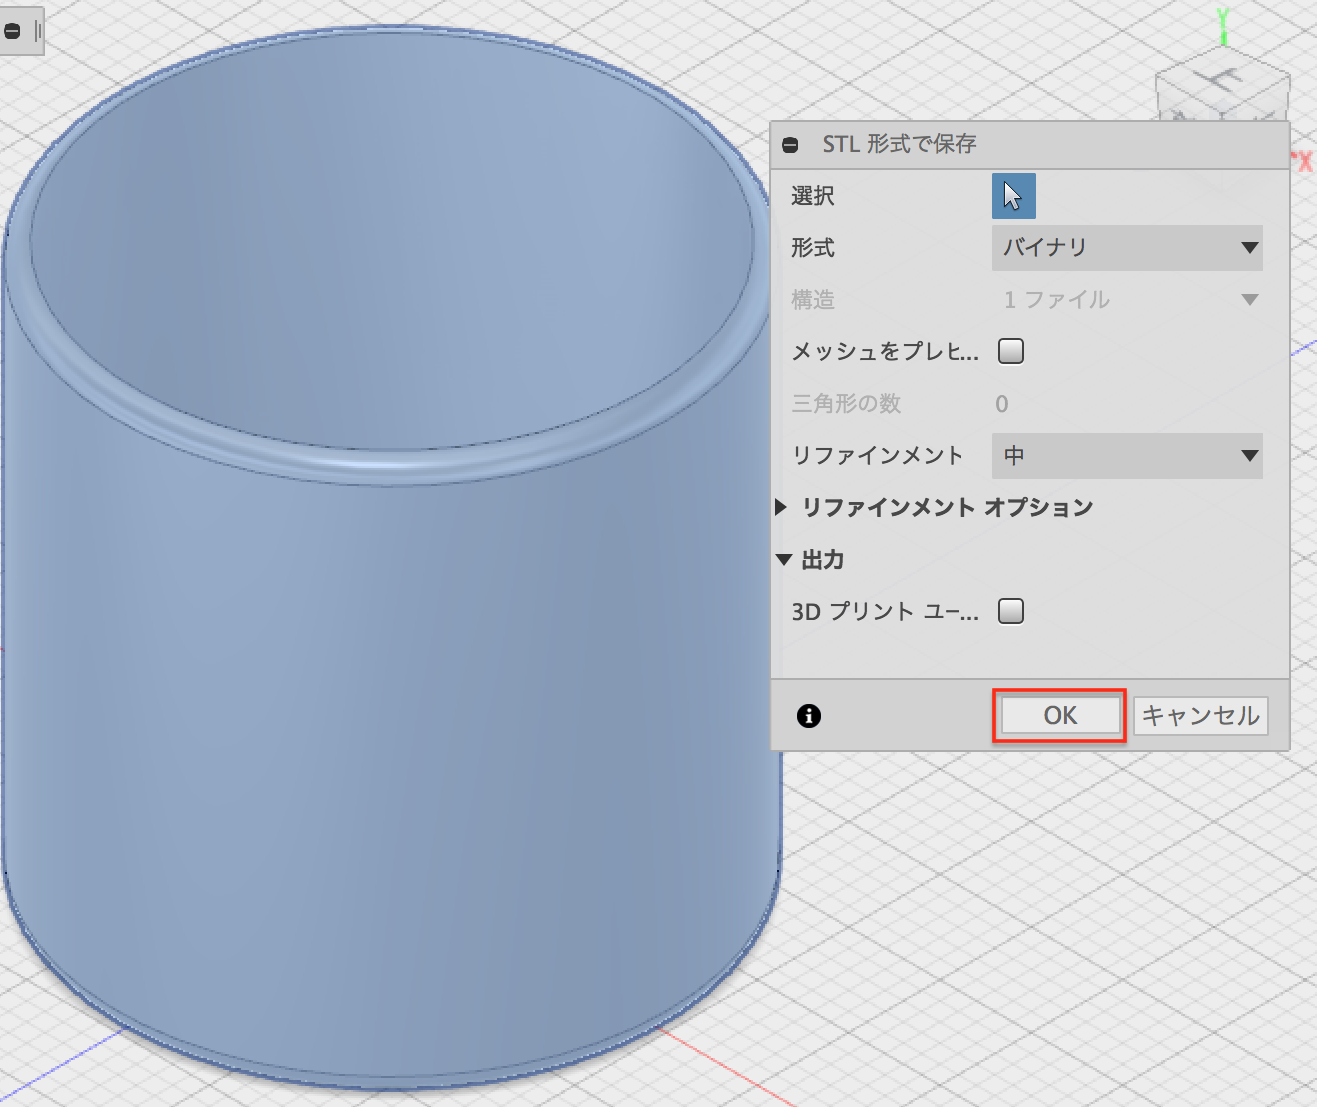 Y
X
STL 形式で保存
選択
形式 バイナリ
構造 1 ファイル
メッシュをプレビ...
三角形の数 0
リファインメント 中
リファインメント オプション
出力
3D プリント ユー...
OK キャンセル